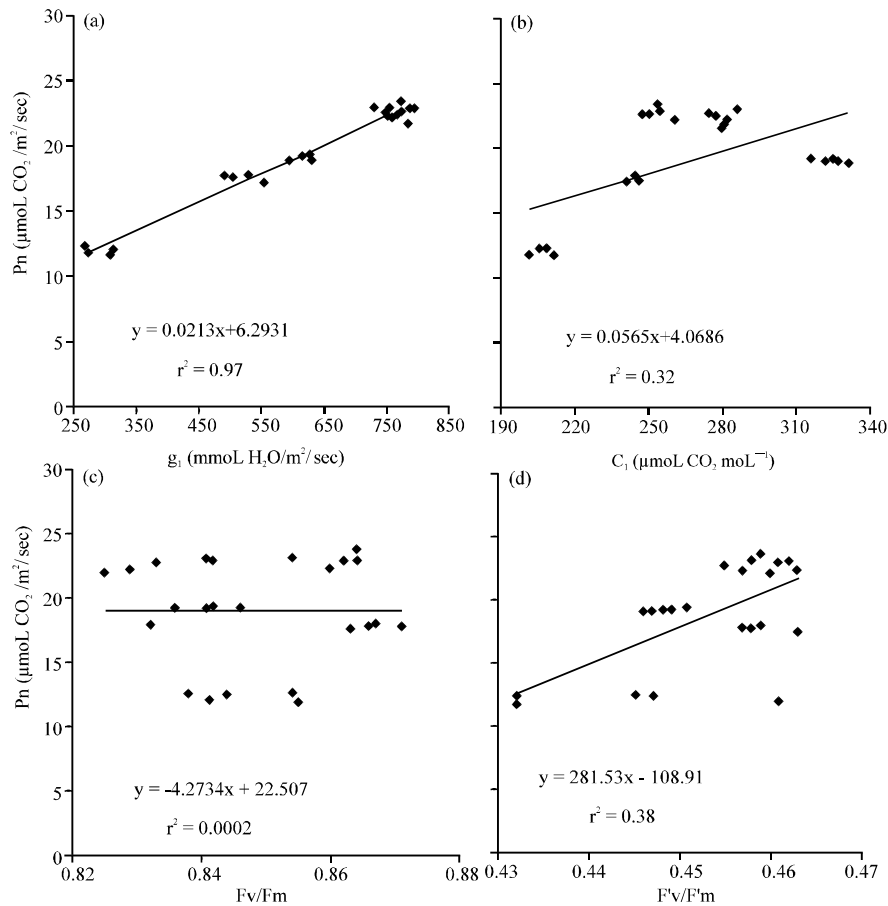 (a)
30
25
20
15
10
5
0
Pn (µmoL CO₂ /m²/sec)
y = 0.0213x+6.2931
r² = 0.97
250 350 450 550 650 750 850
g₁ (mmoL H₂O/m²/sec)
(b)
y = 0.0565x+4.0686
r² = 0.32
190 220 250 280 310 340
C₁ (µmoL CO₂ moL⁻¹
(c)
30
25
20
15
10
5
0
Pn (µmoL CO₂ /m²/sec)
y = -4.2734x + 22.507
r² = 0.0002
0.82 0.84 0.86 0.88
Fv/Fm
(d)
y = 281.53x - 108.91
r² = 0.38
0.43 0.44 0.45 0.46 0.47
F'v/F'm